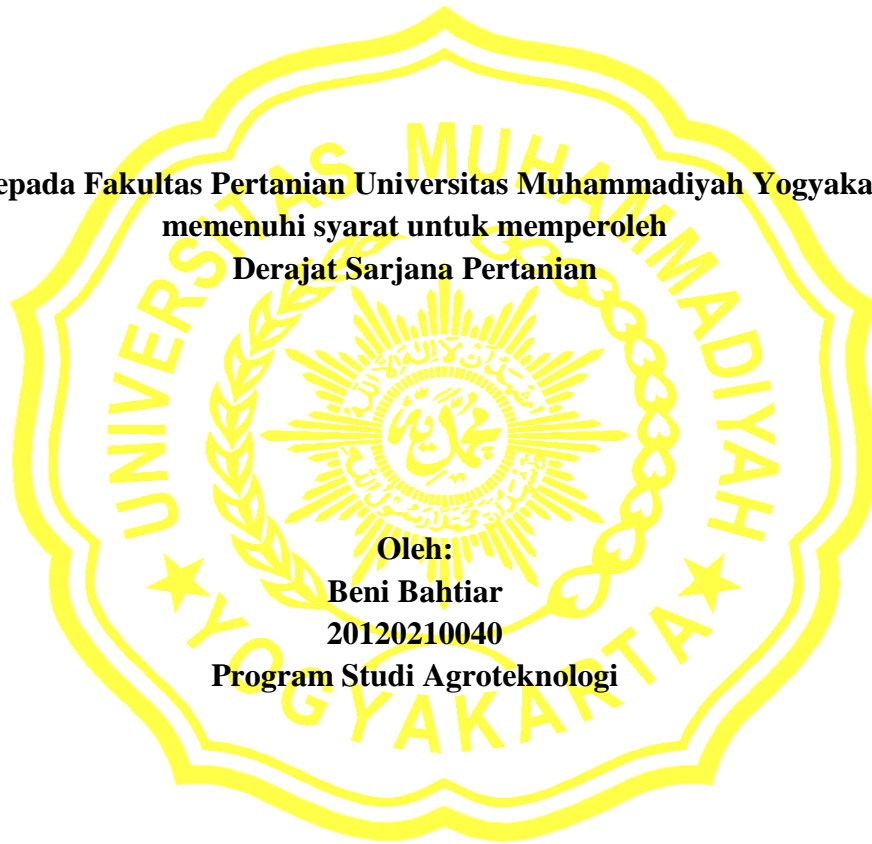 epada Fakultas Pertanian Universitas Muhammadiyah Yogyaka
memenuhi syarat untuk memperoleh
Derajat Sarjana Pertanian
UNIVERSITAS MUHAMMADIYAH
★ YOGYAKARTA ★
محمدية
Oleh:
Beni Bahtiar
20120210040
Program Studi Agroteknologi